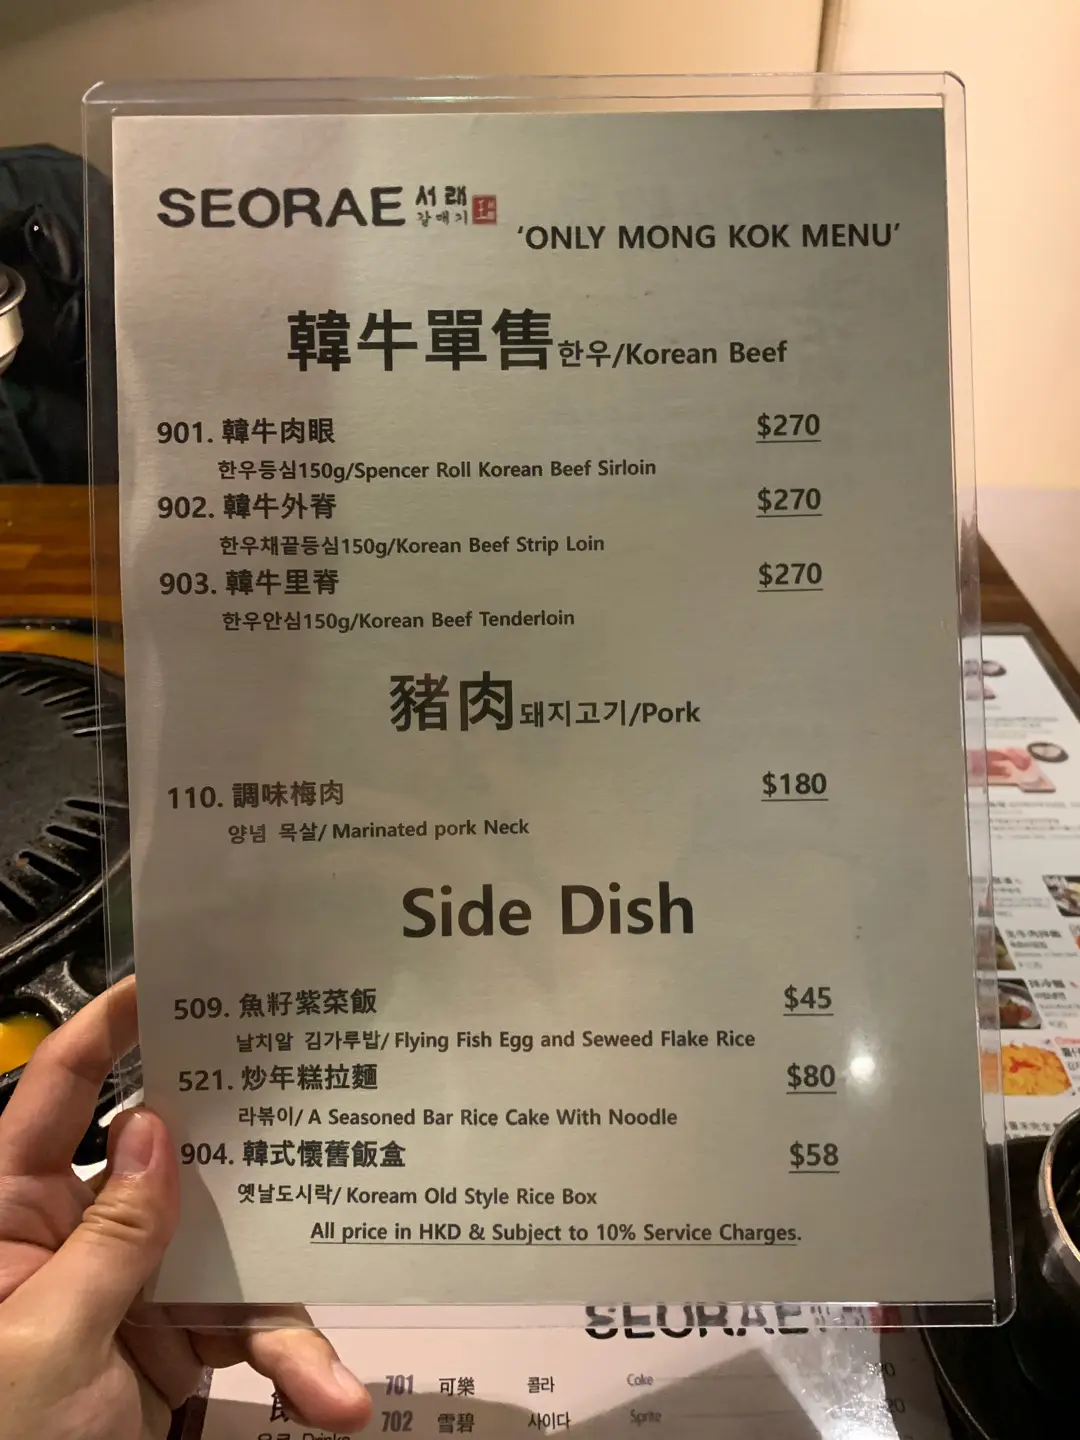 SEORAE 서래 갈매기
‘ONLY MONG KOK MENU’
韓牛單售한우/Korean Beef
901. 韓牛肉眼 $270
한우등심150g/Spencer Roll Korean Beef Sirloin
902. 韓牛外脊 $270
한우채끝등심150g/Korean Beef Strip Loin
903. 韓牛里脊 $270
한우안심150g/Korean Beef Tenderloin
豬肉돼지고기/Pork
110. 調味梅肉 $180
양념 목살/ Marinated pork Neck
Side Dish
509. 魚籽紫菜飯 $45
날치알 김가루밥/ Flying Fish Egg and Seweed Flake Rice
521. 炒年糕拉麵 $80
라볶이/ A Seasoned Bar Rice Cake With Noodle
904. 韓式懷舊飯盒 $58
옛날도시락/ Koream Old Style Rice Box
All price in HKD & Subject to 10% Service Charges.
SEORAE
701 可樂 콜라 Coke
702 雪碧 사이다 Sprite